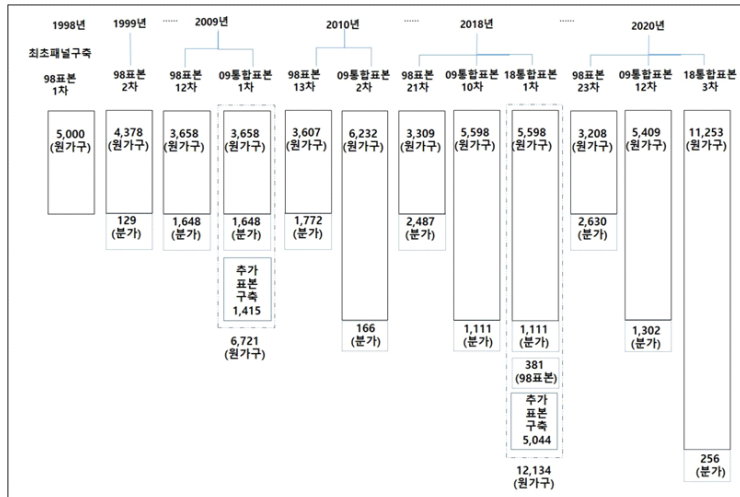 1998년 1999년 …… 2009년 2010년 …… 2018년 …… 2020년
최초패널구축
98표본 1차
98표본 2차
98표본 12차
09통합표본 1차
98표본 13차
09통합표본 2차
98표본 21차
09통합표본 10차
18통합표본 1차
98표본 23차
09통합표본 12차
18통합표본 3차
5,000
(원가구)
4,378
(원가구)
129
(분가)
3,658
(원가구)
1,648
(분가)
3,658
(원가구)
1,648
(분가)
추가
표본
구축
1,415
6,721
(원가구)
3,607
(원가구)
1,772
(분가)
6,232
(원가구)
166
(분가)
3,309
(원가구)
2,487
(분가)
5,598
(원가구)
1,111
(분가)
5,598
(원가구)
1,111
(분가)
381
(98표본)
추가
표본
구축
5,044
12,134
(원가구)
3,208
(원가구)
2,630
(분가)
5,409
(원가구)
1,302
(분가)
11,253
(원가구)
256
(분가)